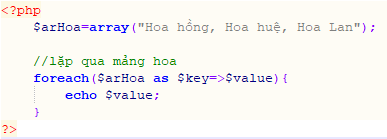 <?php
$arHoa=array("Hoa hồng, Hoa huệ, Hoa Lan");
//lặp qua mảng hoa
foreach($arHoa as $key=>$value){
echo $value;
}
?>